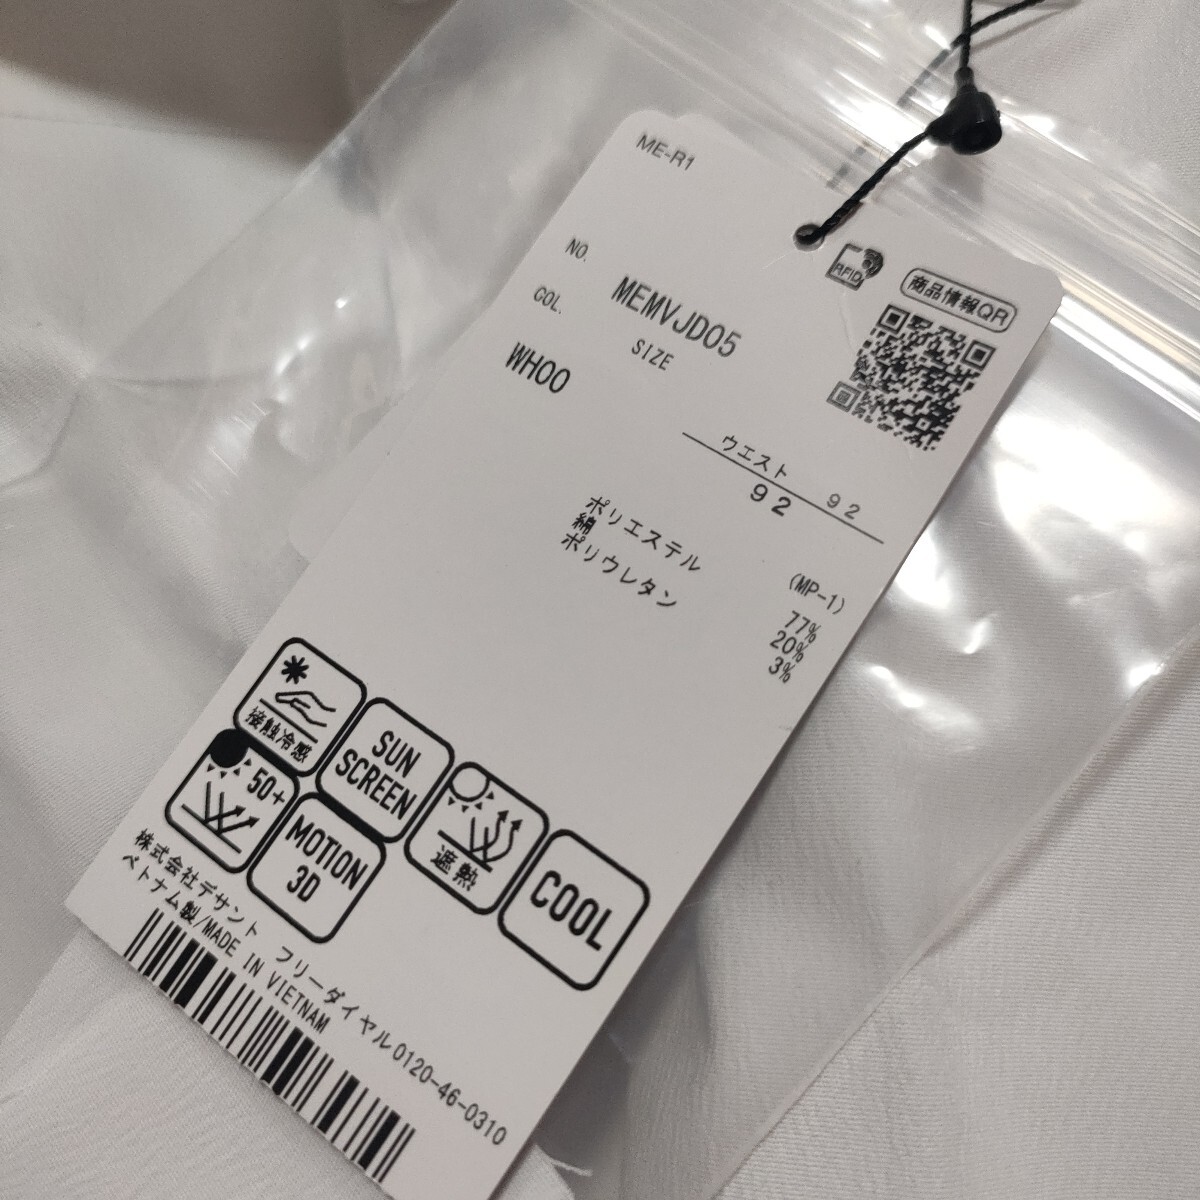 ME-R1
RFID
商品情報QR
NO.
MEMVJD05
COL.
SIZE
WH00
ウエスト 92
92
(MP-1)
ポリエステル 77%
綿 20%
ポリウレタン 3%
接触冷感
SUN
SCREEN
遮熱
COOL
50+
MOTION
3D
株式会社デサント フリーダイヤル0120-46-0310
ベトナム製/MADE IN VIETNAM